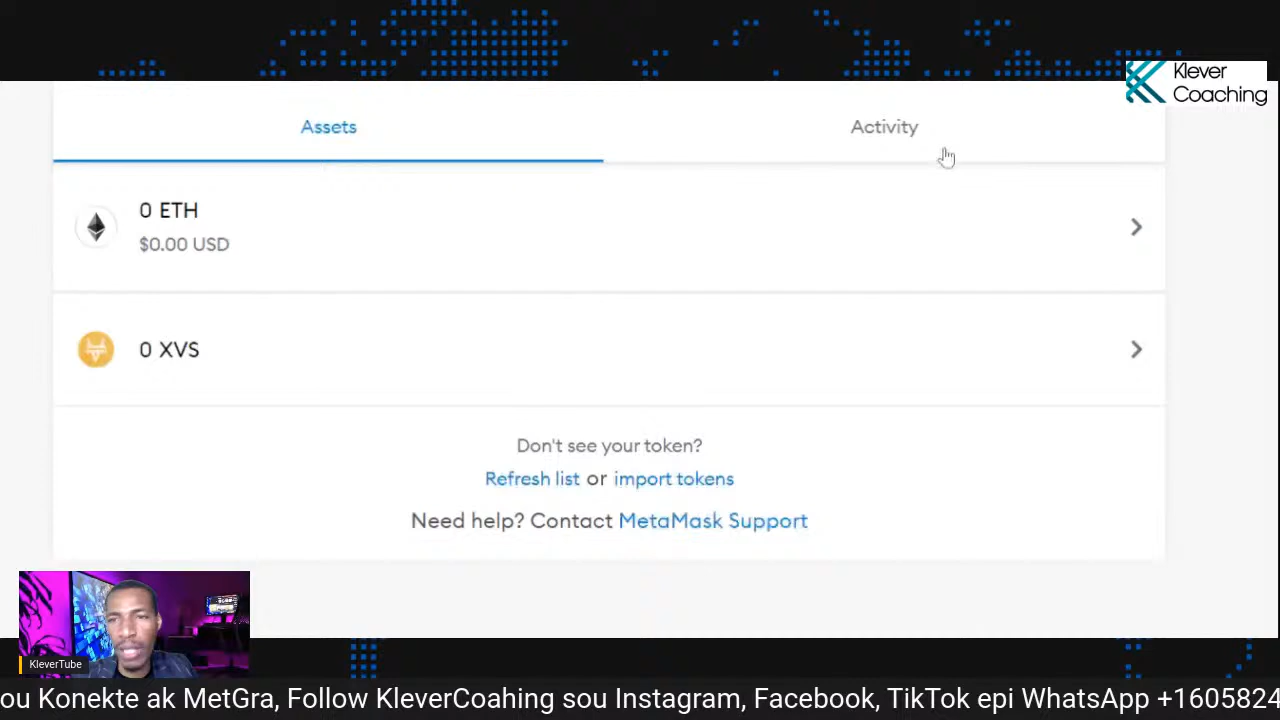 Klever
Coaching
Assets
Activity
0 ETH
$0.00 USD
0 XVS
Don't see your token?
Refresh list or import tokens
Need help? Contact MetaMask Support
KleverTube
ou Konekte ak MetGra, Follow KleverCoahing sou Instagram, Facebook, TikTok epi WhatsApp +1605824